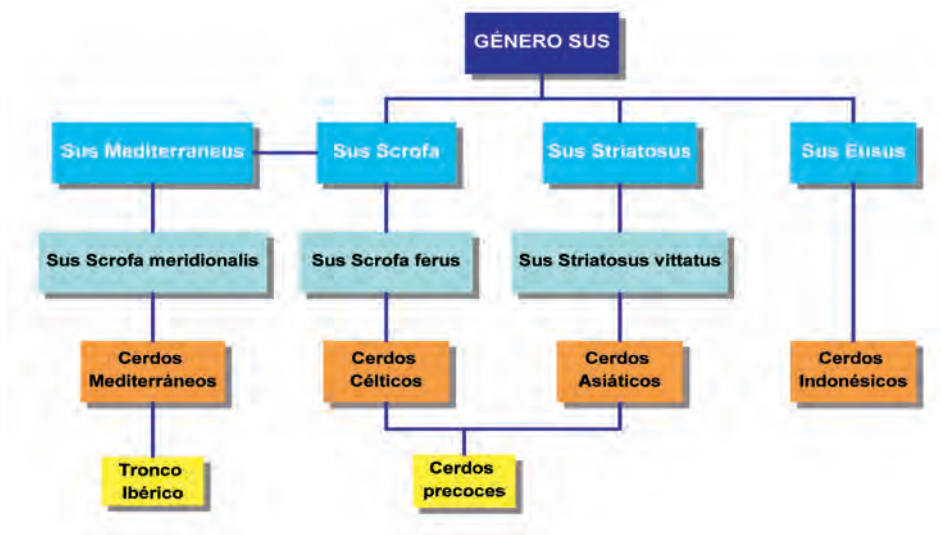 GÉNERO SUS
Sus Mediterraneus
Sus Scrofa
Sus Striatosus
Sus Eusus
Sus Scrofa meridionalis
Sus Scrofa ferus
Sus Striatosus vittatus
Cerdos
Mediterráneos
Cerdos
Célticos
Cerdos
Asiáticos
Cerdos
Indonésicos
Tronco
Ibérico
Cerdos
precoces